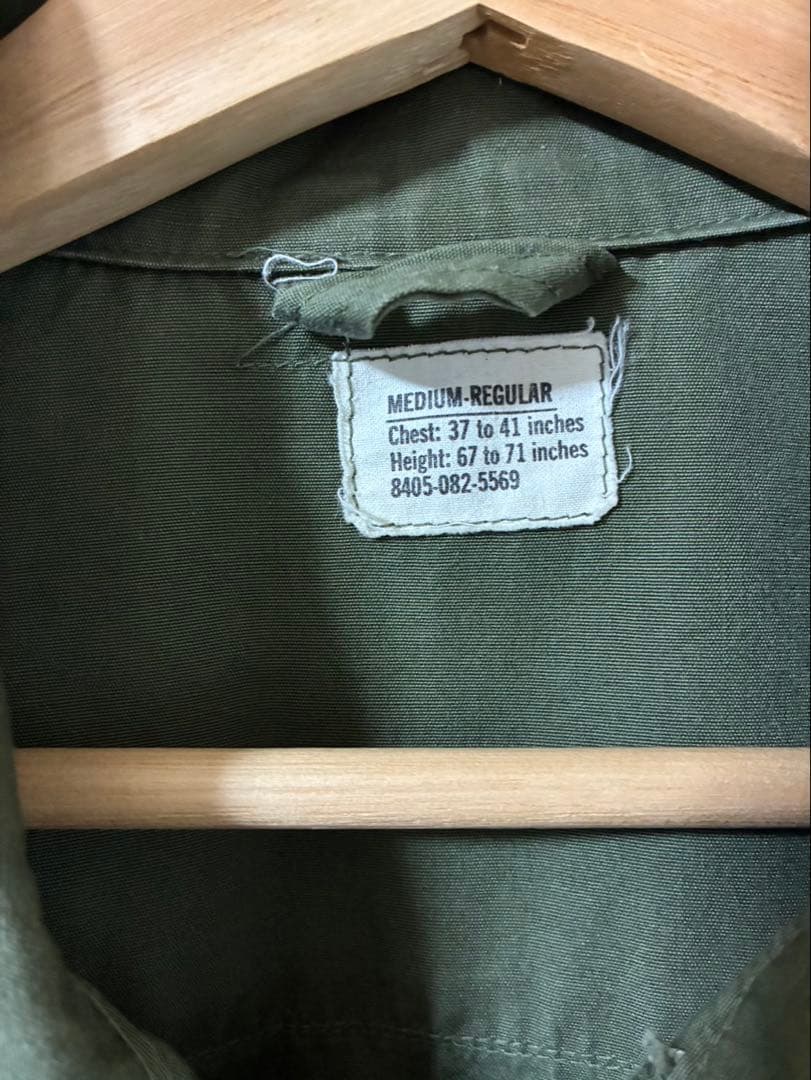 MEDIUM-REGULAR
Chest: 37 to 41 inches
Height: 67 to 71 inches
8405-082-5569